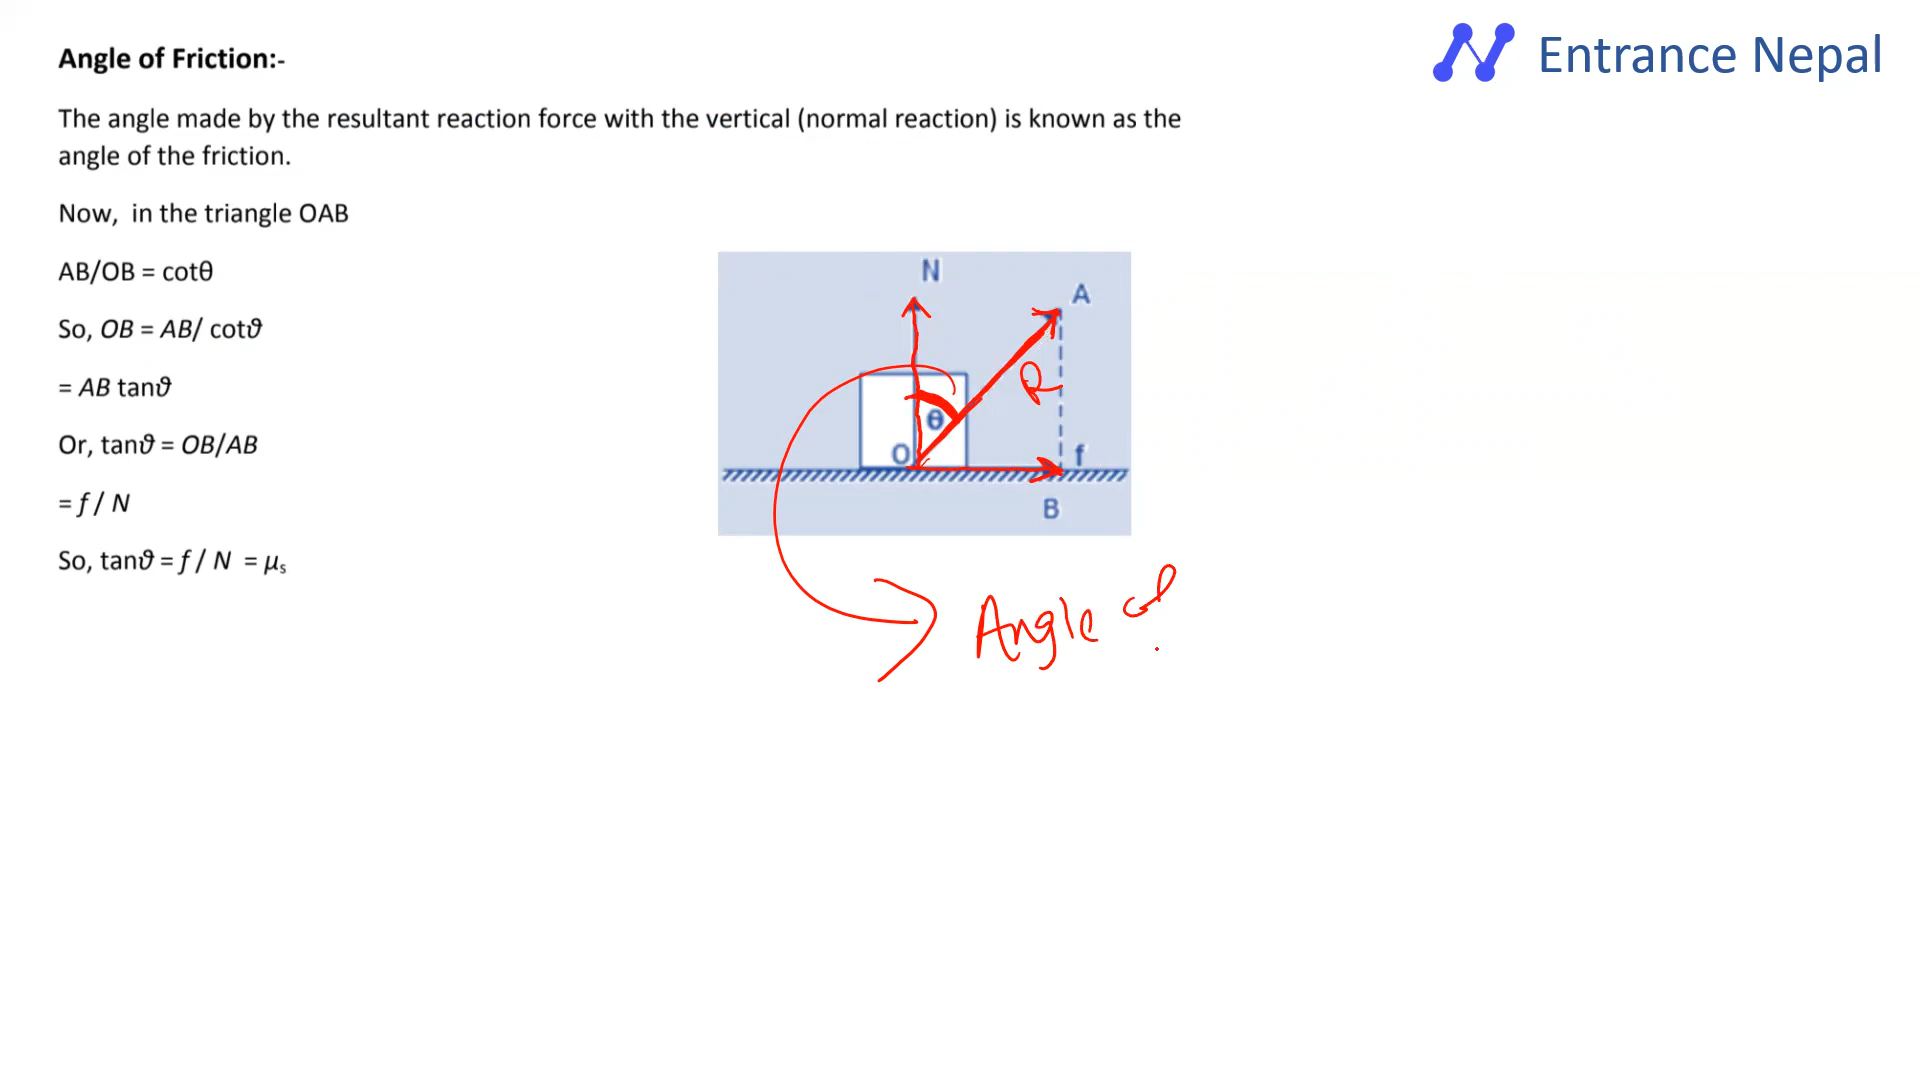 Entrance Nepal
Angle of Friction:-
The angle made by the resultant reaction force with the vertical (normal reaction) is known as the
angle of the friction.
Now, in the triangle OAB
AB/OB = cotθ
So, OB = AB/ cotϑ
= AB tanϑ
Or, tanϑ = OB/AB
= f / N
So, tanϑ = f / N = μs
N
A
R
θ
O
f
B
Angle of